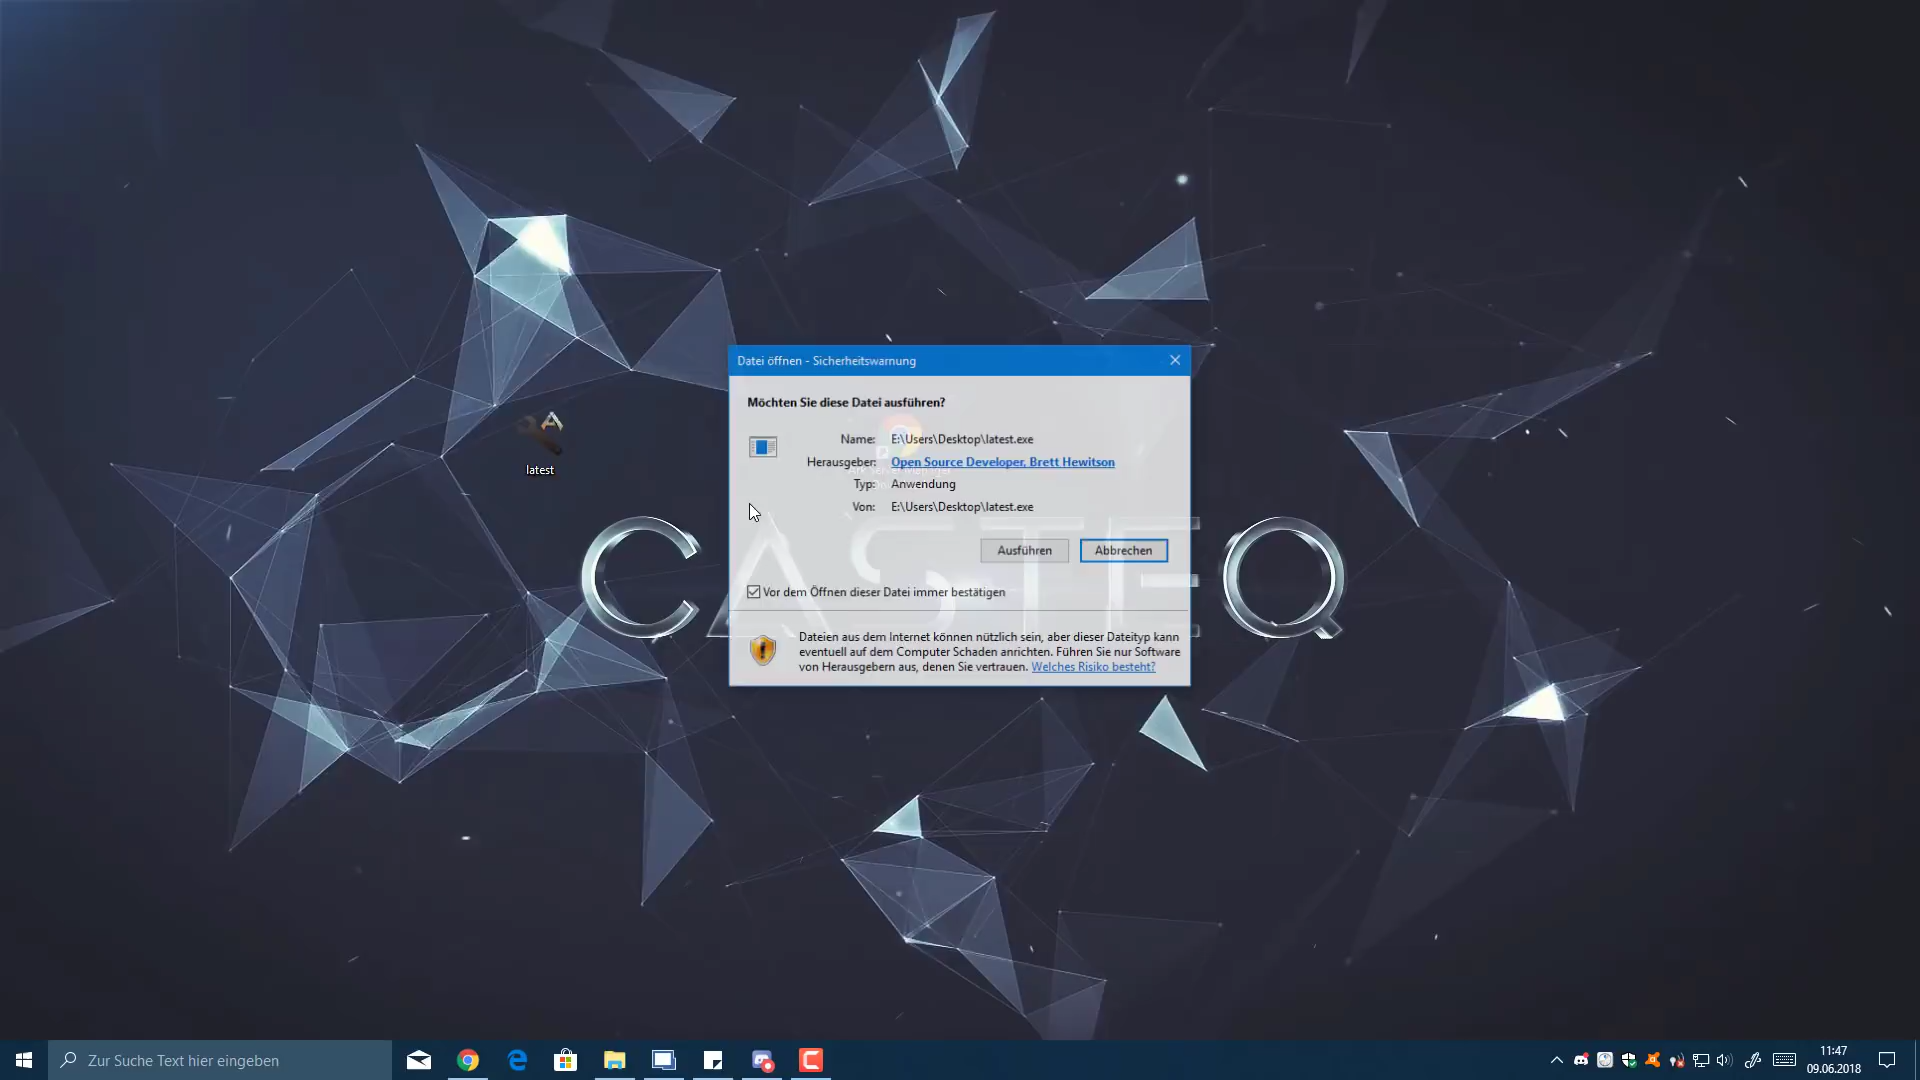 Datei öffnen - Sicherheitswarnung
Möchten Sie diese Datei ausführen?
Name: E:\Users\Desktop\latest.exe
Herausgeber: Open Source Developer, Brett Hewitson
Typ: Anwendung
Von: E:\Users\Desktop\latest.exe
Ausführen Abbrechen
Vor dem Öffnen dieser Datei immer bestätigen
Dateien aus dem Internet können nützlich sein, aber dieser Dateityp kann
eventuell auf dem Computer Schaden anrichten. Führen Sie nur Software
von Herausgebern aus, denen Sie vertrauen. Welches Risiko besteht?
latest
CASTEQ
Zur Suche Text hier eingeben
11:47
09.06.2018